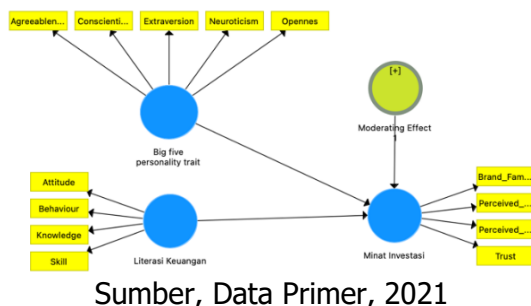 Agreeablen...
Conscienti...
Extraversion
Neuroticism
Opennes
[+]
Moderating Effect
1
Big five
personality trait
Attitude
Behaviour
Knowledge
Skill
Literasi Keuangan
Brand_Fam...
Perceived_...
Perceived_...
Trust
Minat Investasi
Sumber, Data Primer, 2021